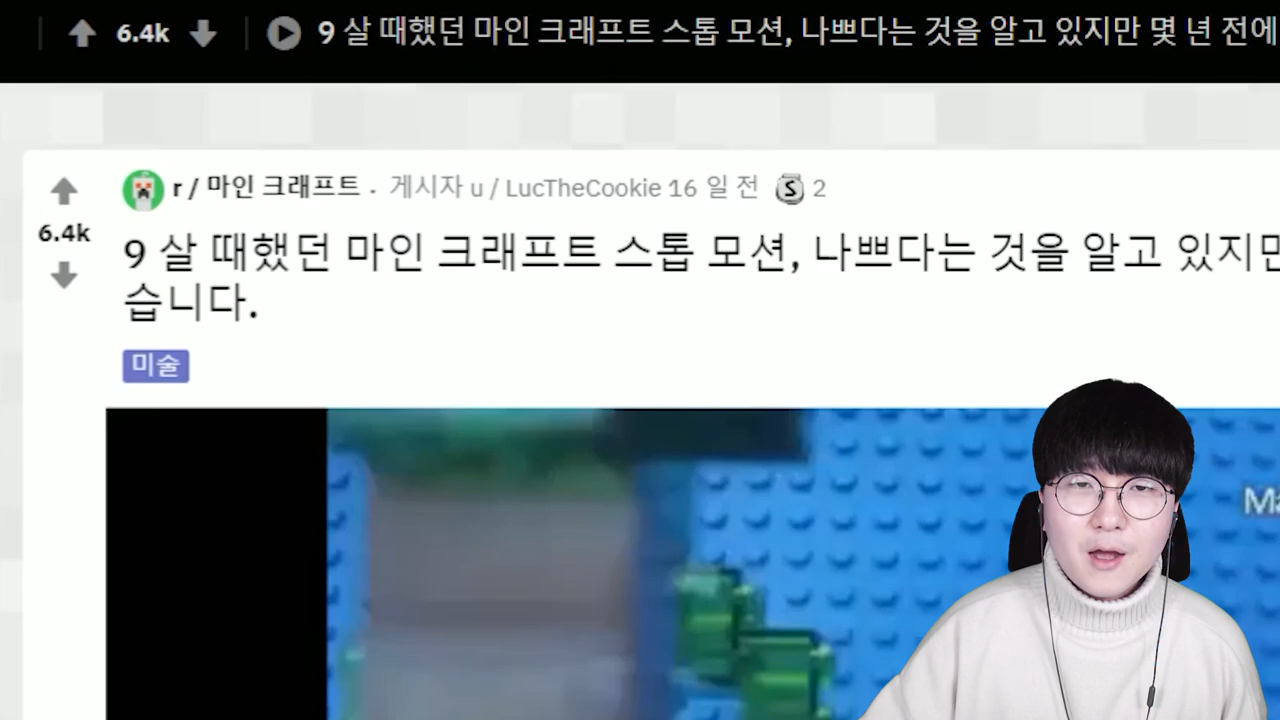 6.4k 9 살 때했던 마인 크래프트 스톱 모션, 나쁘다는 것을 알고 있지만 몇 년 전에
r / 마인 크래프트 . 게시자 u / LucTheCookie 16 일 전 S 2
6.4k
9 살 때했던 마인 크래프트 스톱 모션, 나쁘다는 것을 알고 있지만
습니다.
미술
Ma